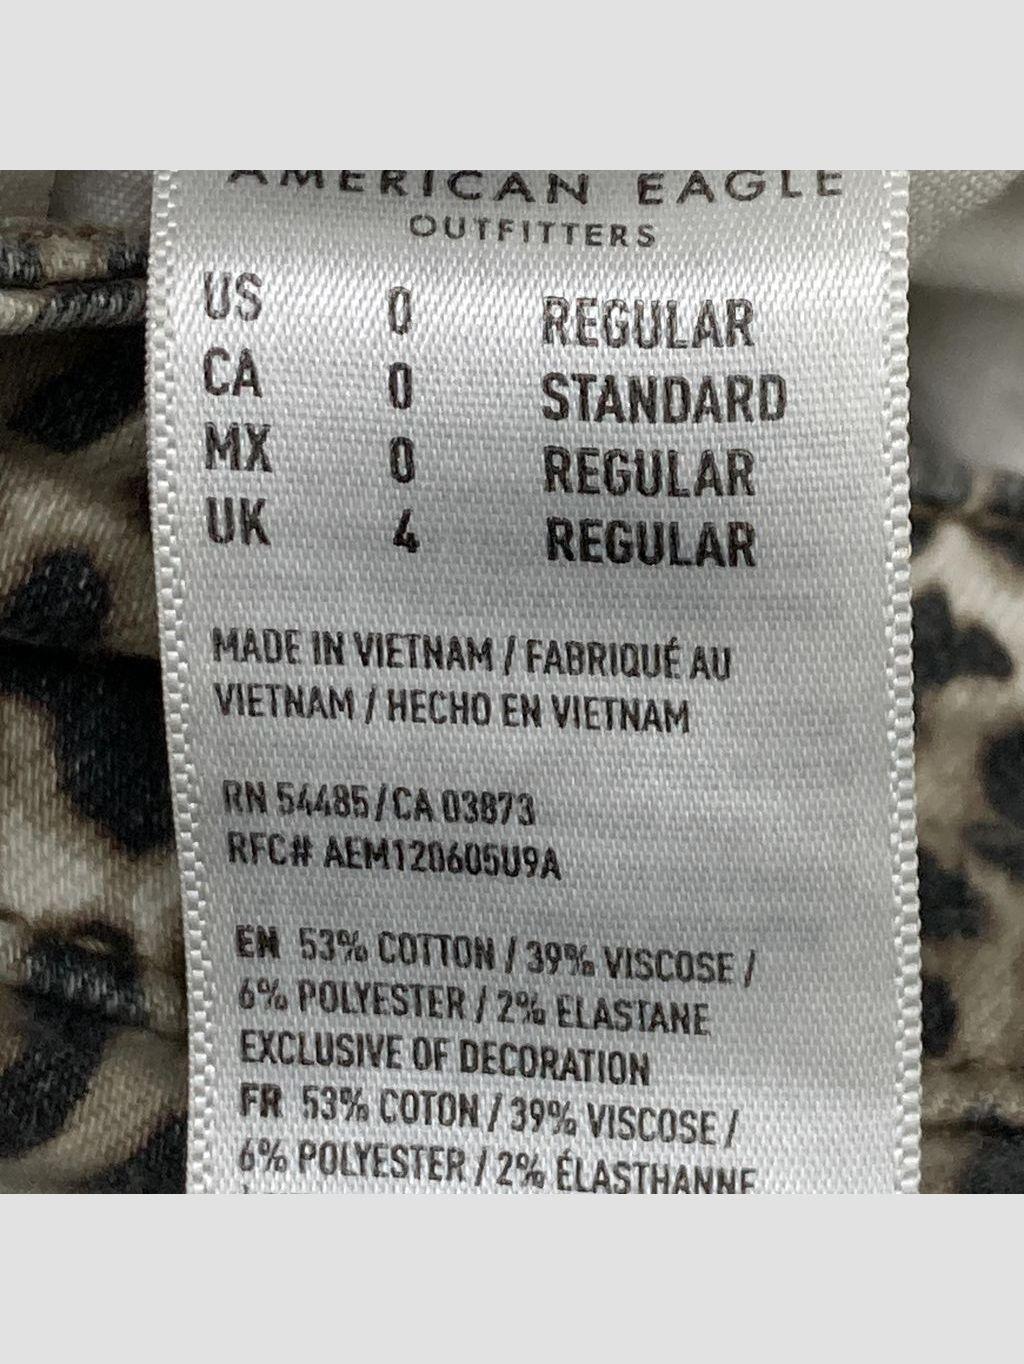 AMERICAN EAGLE
OUTFITTERS
US 0 REGULAR
CA 0 STANDARD
MX 0 REGULAR
UK 4 REGULAR
MADE IN VIETNAM / FABRIQUÉ AU
VIETNAM / HECHO EN VIETNAM
RN 54485/CA 03873
RFC# AEM120605U9A
EN 53% COTTON / 39% VISCOSE /
6% POLYESTER / 2% ELASTANE
EXCLUSIVE OF DECORATION
FR 53% COTON / 39% VISCOSE /
6% POLYESTER / 2% ÉLASTHANNE